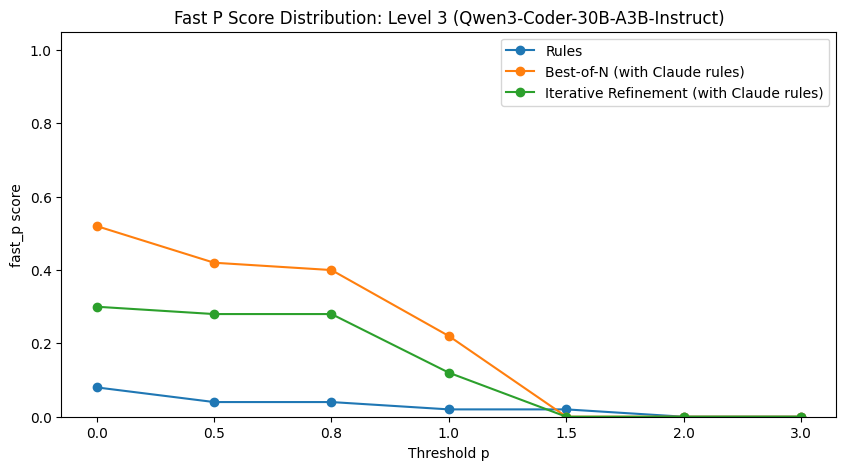 Fast P Score Distribution: Level 3 (Qwen3-Coder-30B-A3B-Instruct)
Rules
Best-of-N (with Claude rules)
Iterative Refinement (with Claude rules)
fast_p score
1.0
0.8
0.6
0.4
0.2
0.0
0.0 0.5 0.8 1.0 1.5 2.0 3.0
Threshold p